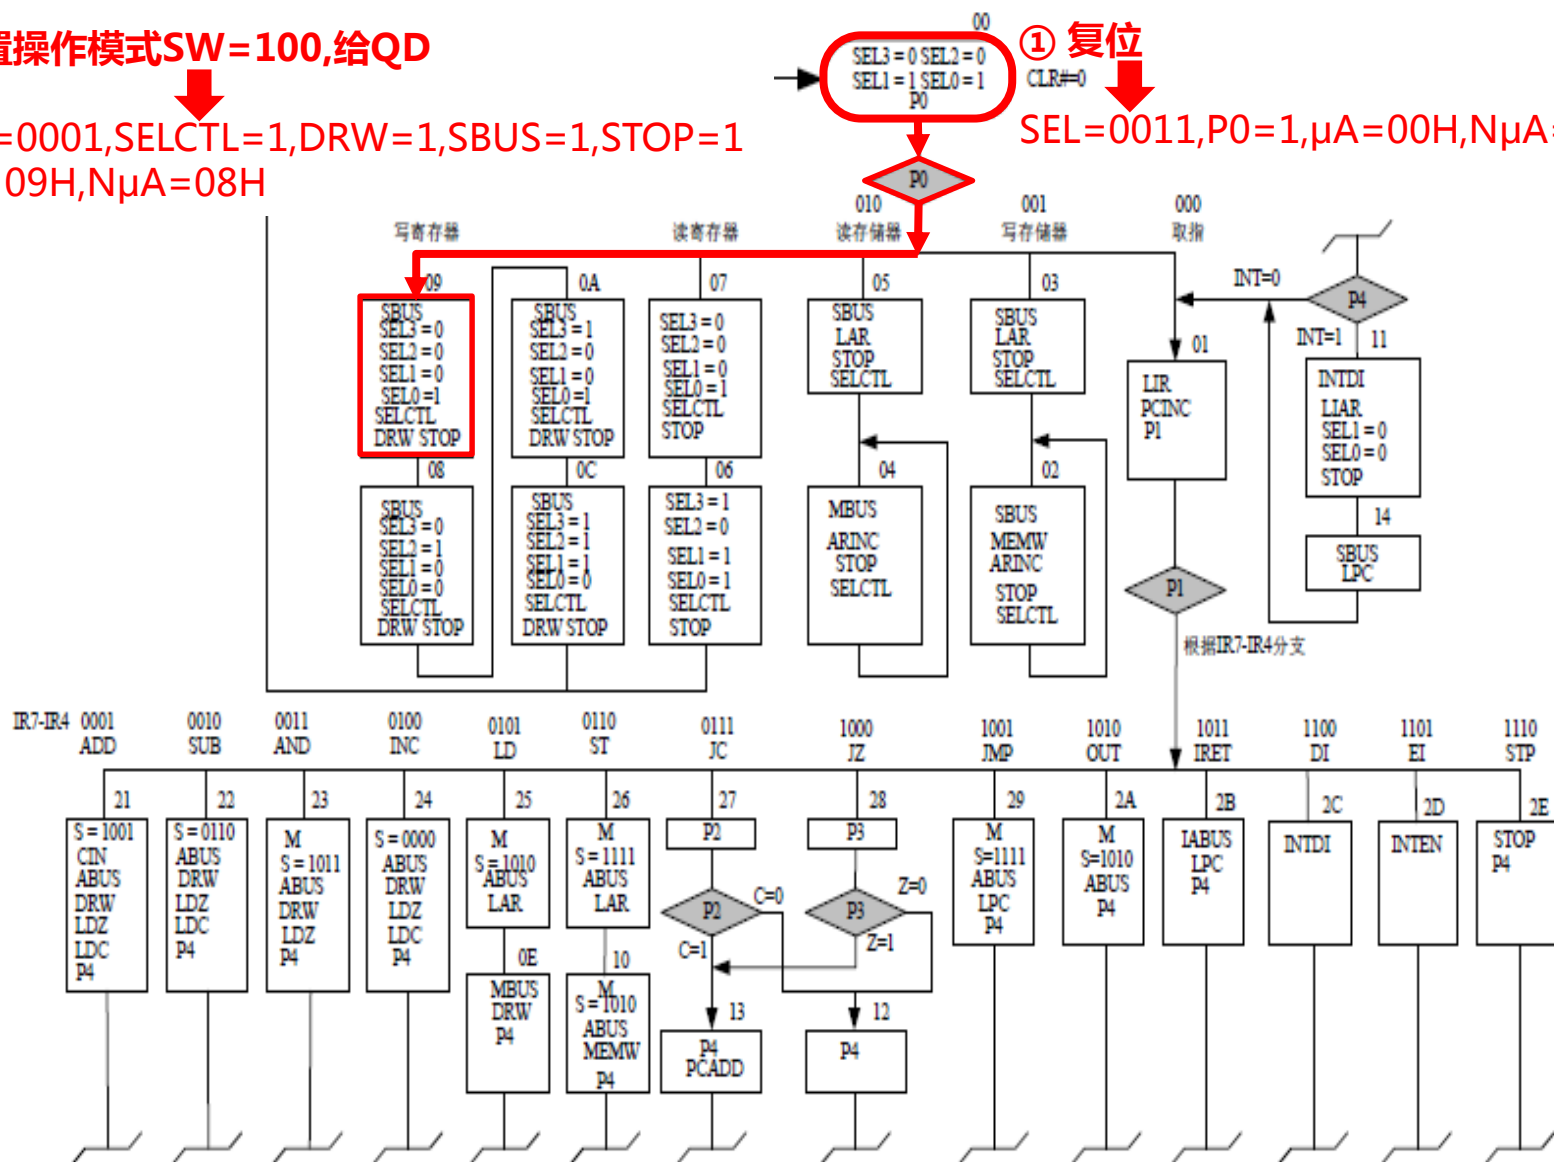 置操作模式SW=100,给QD
=0001,SELCTL=1,DRW=1,SBUS=1,STOP=1
09H,NμA=08H
00
SEL3 = 0 SEL2 = 0
SEL1 = 1 SEL0 = 1
P0
CLR#=0
① 复位
SEL=0011,P0=1,μA=00H,NμA=
P0
写寄存器
读寄存器
010
读存储器
001
写存储器
000
取指
09
SBUS
SEL3 = 0
SEL2 = 0
SEL1 = 0
SEL0 =1
SELCTL
DRW STOP
0A
SBUS
SEL3 = 1
SEL2 = 0
SEL1 = 0
SEL0 = 1
SELCTL
DRW STOP
07
SEL3 = 0
SEL2 = 0
SEL1 = 0
SEL0 = 1
SELCTL
STOP
05
SBUS
LAR
STOP
SELCTL
03
SBUS
LAR
STOP
SELCTL
01
LIR
PCINC
P1
INT=0
P4
INT=1
11
INTDI
LIAR
SEL1 = 0
SEL0 = 0
STOP
08
SBUS
SEL3 = 0
SEL2 = 1
SEL1 = 0
SEL0 = 0
SELCTL
DRW STOP
0C
SBUS
SEL3 = 1
SEL2 = 1
SEL1 = 1
SEL0 = 0
SELCTL
DRW STOP
06
SEL3 = 1
SEL2 = 0
SEL1 = 1
SEL0 = 1
SELCTL
STOP
04
MBUS
ARINC
STOP
SELCTL
02
SBUS
MEMW
ARINC
STOP
SELCTL
14
SBUS
LPC
P1
根据IR7-IR4分支
IR7-IR4
0001
ADD
0010
SUB
0011
AND
0100
INC
0101
LD
0110
ST
0111
JC
1000
JZ
1001
JMP
1010
OUT
1011
IRET
1100
DI
1101
EI
1110
STP
21
S = 1001
CIN
ABUS
DRW
LDZ
LDC
P4
22
S = 0110
ABUS
DRW
LDZ
LDC
P4
23
M
S = 1011
ABUS
DRW
LDZ
P4
24
S = 0000
ABUS
DRW
LDZ
LDC
P4
25
M
S = 1010
ABUS
LAR
26
M
S = 1111
ABUS
LAR
27
P2
28
P3
29
M
S=1111
ABUS
LPC
P4
2A
M
S=1010
ABUS
P4
2B
IABUS
LPC
P4
2C
INTDI
2D
INTEN
2E
STOP
P4
P2
C=0
C=1
P3
Z=0
Z=1
0E
MBUS
DRW
P4
10
M
S = 1010
ABUS
MEMW
P4
13
P4
PCADD
12
P4